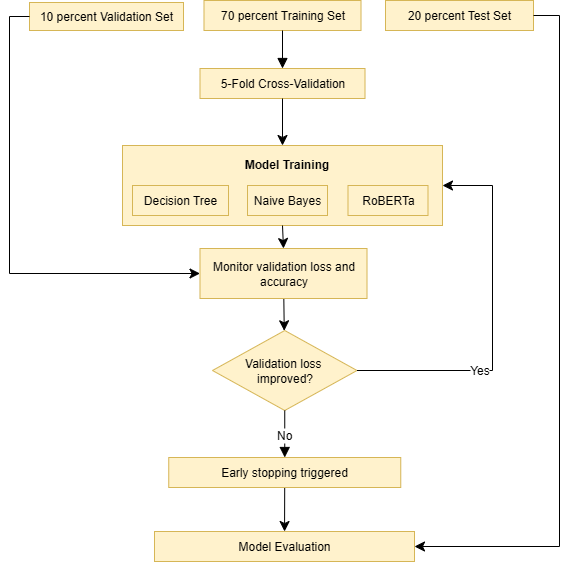 10 percent Validation Set
70 percent Training Set
20 percent Test Set
5-Fold Cross-Validation
Model Training
Decision Tree
Naive Bayes
RoBERTa
Monitor validation loss and
accuracy
Validation loss
improved?
Yes
No
Early stopping triggered
Model Evaluation